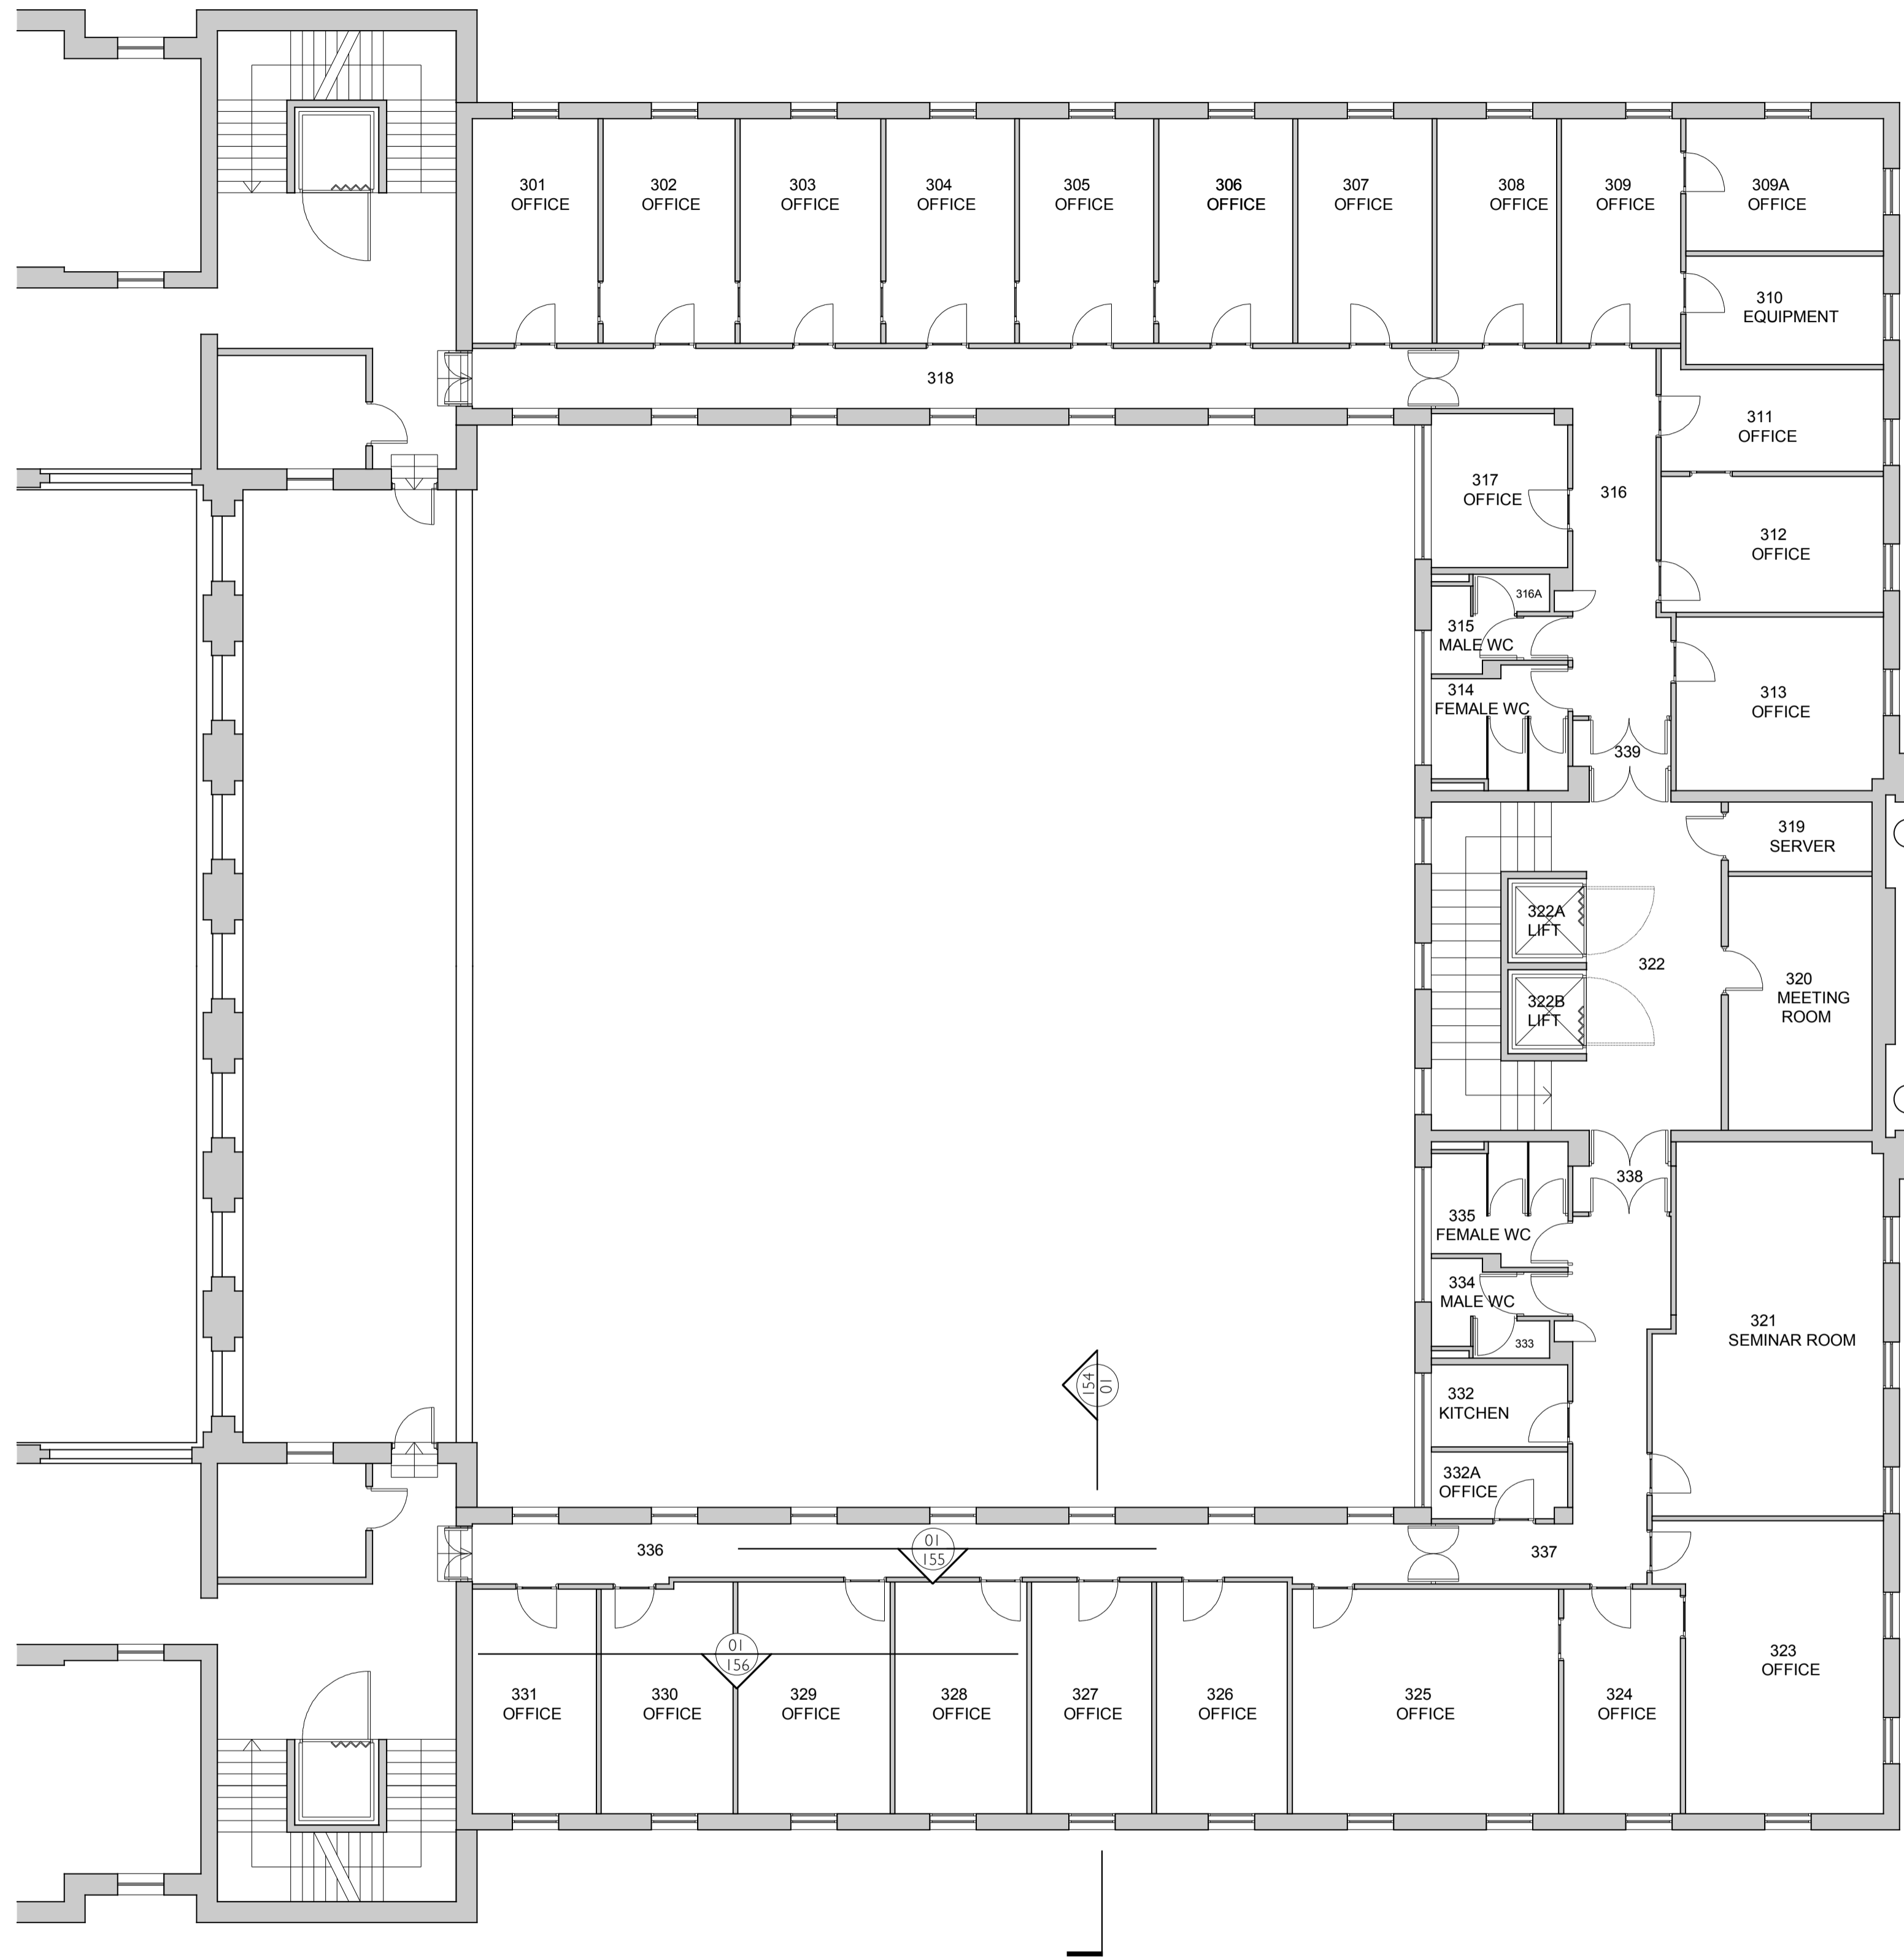 301
OFFICE
302
OFFICE
303
OFFICE
304
OFFICE
305
OFFICE
306
OFFICE
307
OFFICE
308
OFFICE
309
OFFICE
309A
OFFICE
310
EQUIPMENT
318
311
OFFICE
317
OFFICE
316
312
OFFICE
316A
315
MALE WC
314
FEMALE WC
313
OFFICE
339
319
SERVER
322A
LIFT
322
322B
LIFT
320
MEETING
ROOM
338
335
FEMALE WC
334
MALE WC
333
321
SEMINAR ROOM
154
01
332
KITCHEN
332A
OFFICE
336
01
155
337
01
156
331
OFFICE
330
OFFICE
329
OFFICE
328
OFFICE
327
OFFICE
326
OFFICE
325
OFFICE
324
OFFICE
323
OFFICE